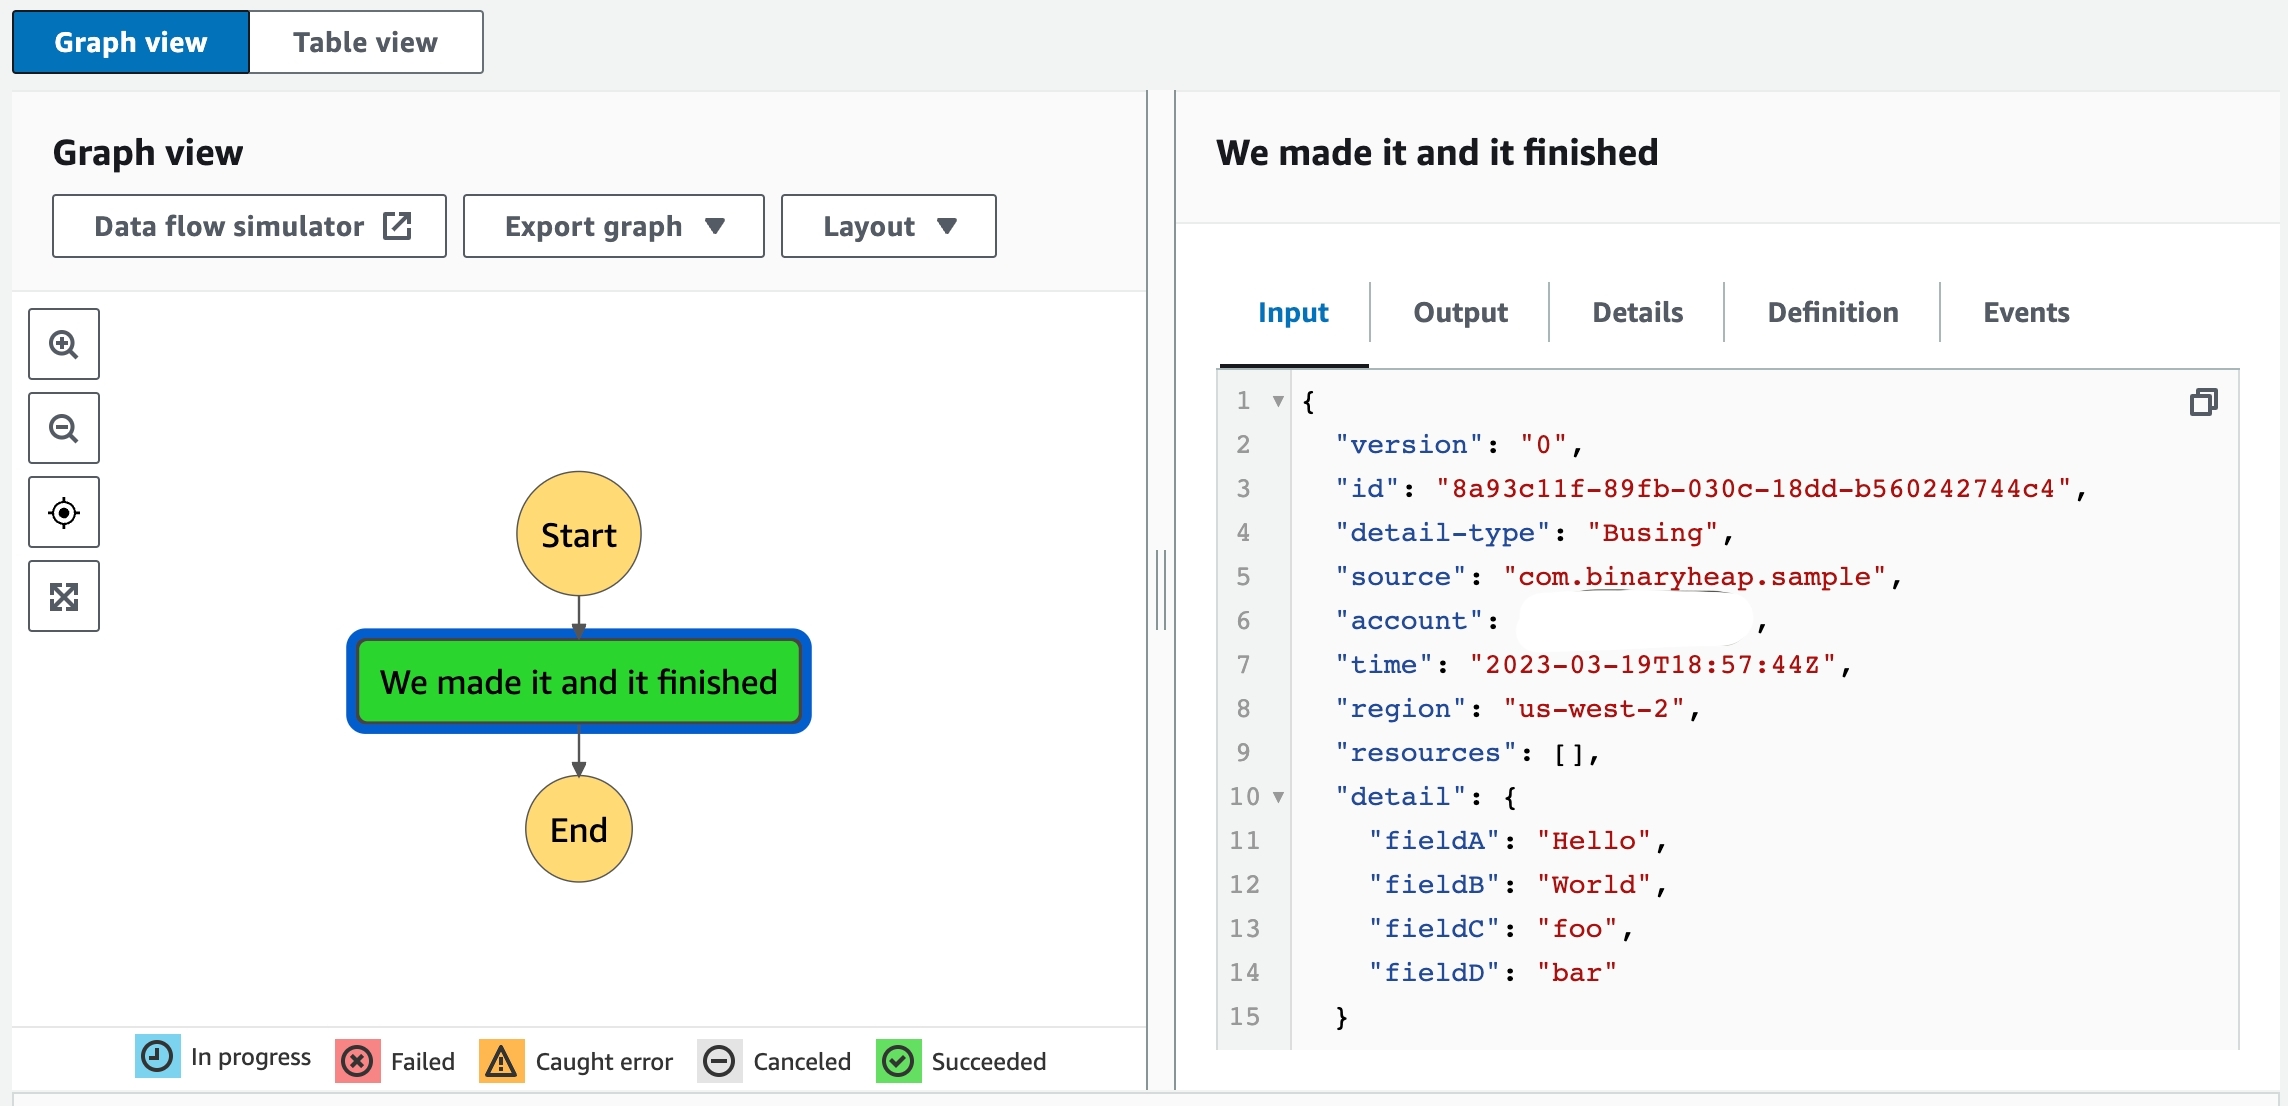 Graph view Table view
Graph view
Data flow simulator Export graph Layout
Start
We made it and it finished
End
In progress Failed Caught error Canceled Succeeded
We made it and it finished
Input Output Details Definition Events
1 {
2 "version": "0",
3 "id": "8a93c11f-89fb-030c-18dd-b560242744c4",
4 "detail-type": "Busing",
5 "source": "com.binaryheap.sample",
6 "account": ,
7 "time": "2023-03-19T18:57:44Z",
8 "region": "us-west-2",
9 "resources": [],
10 "detail": {
11 "fieldA": "Hello",
12 "fieldB": "World",
13 "fieldC": "foo",
14 "fieldD": "bar"
15 }